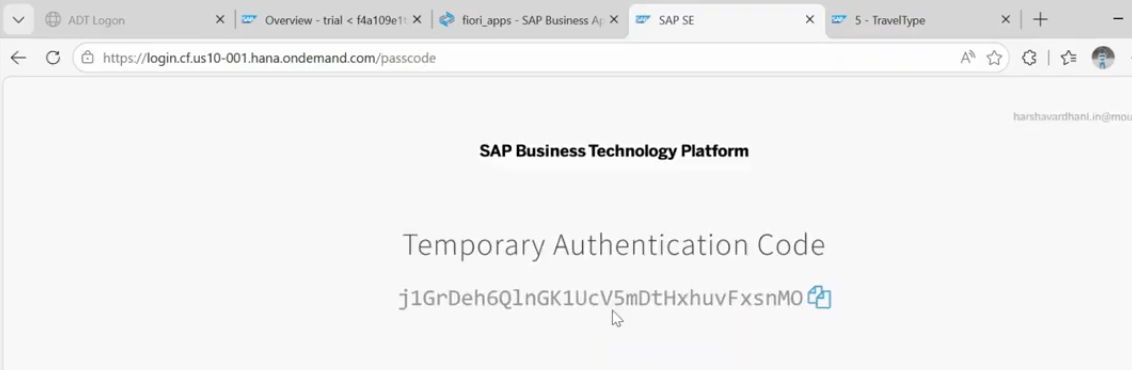 ADT Logon
Overview - trial < f4a109e1
fiori_apps - SAP Business Ap
SAP SE
5 - TravelType
https://login.cf.us10-001.hana.ondemand.com/passcode
harshavardhani.in@mou
SAP Business Technology Platform
Temporary Authentication Code
j1GrDeh6QlnGK1UcV5mDtHxhuvFxsnMO